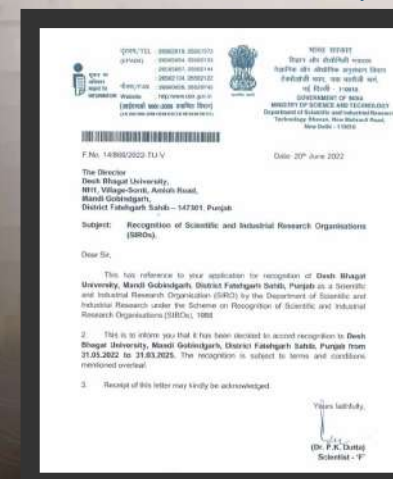 भारत सरकार
GOVERNMENT OF INDIA
MINISTRY OF SCIENCE AND TECHNOLOGY
Department of Scientific and Industrial Research
Technology Bhavan, New Mehrauli Road,
New Delhi - 110016
F.No. 14/868/2022-TU-V
Date: 20th June 2022
The Director
Desh Bhagat University,
NH1, Village-Sonti, Amloh Road,
Mandi Gobindgarh,
District Fatehgarh Sahib – 147301, Punjab
Subject: Recognition of Scientific and Industrial Research Organisations
(SIROs).
Dear Sir,
This has reference to your application for recognition of Desh Bhagat
University, Mandi Gobindgarh, District Fatehgarh Sahib, Punjab as a Scientific
and Industrial Research Organization (SIRO) by the Department of Scientific and
Industrial Research under the Scheme on Recognition of Scientific and Industrial
Research Organisations (SIROs), 1988
2. This is to inform you that it has been decided to accord recognition to Desh
Bhagat University, Mandi Gobindgarh, District Fatehgarh Sahib, Punjab from
31.05.2022 to 31.03.2025. The recognition is subject to terms and conditions
mentioned overleaf.
3. Receipt of this letter may kindly be acknowledged.
Yours faithfully,
(Dr. P.K. Dutta)
Scientist - 'F'